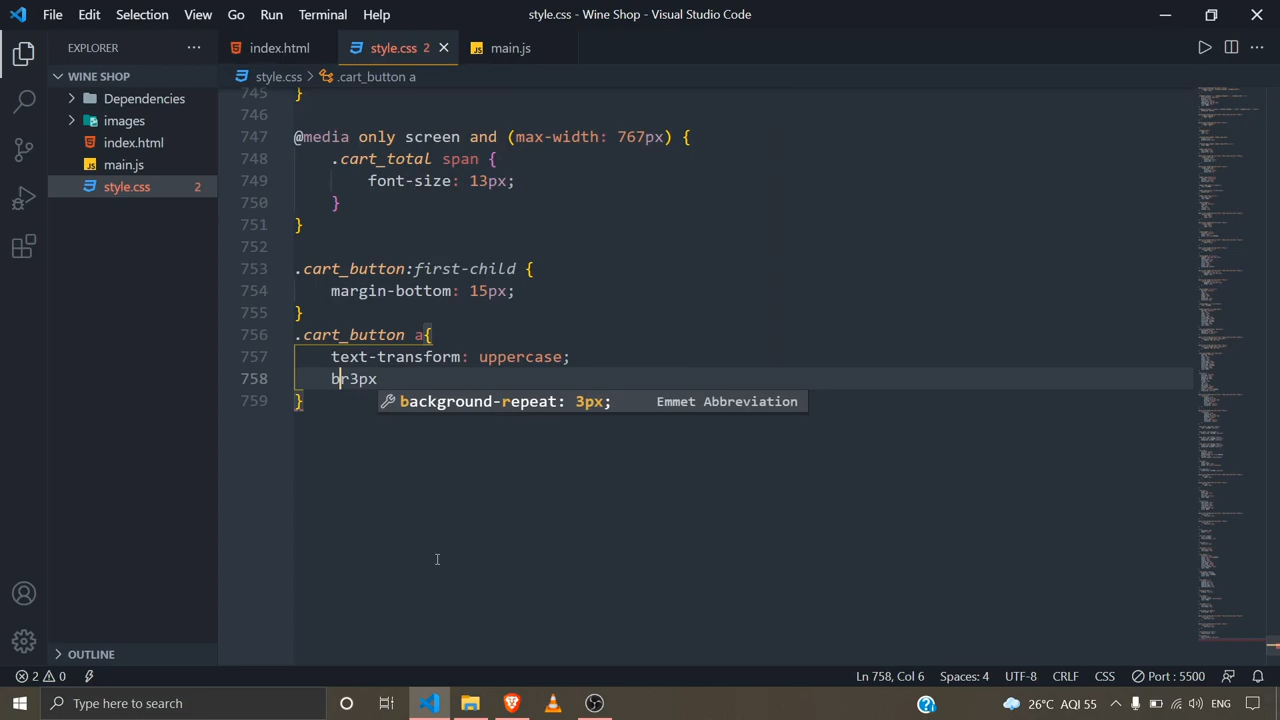 File Edit Selection View Go Run Terminal Help
style.css - Wine Shop - Visual Studio Code
EXPLORER
index.html
style.css 2
main.js
WINE SHOP
Dependencies
images
index.html
main.js
style.css 2
style.css > .cart_button a
745 }
746
747 @media only screen and (max-width: 767px) {
748 .cart_total span {
749 font-size: 13px;
750 }
751 }
752
753 .cart_button:first-child {
754 margin-bottom: 15px;
755 }
756 .cart_button a{
757 text-transform: uppercase;
758 br3px
background-repeat: 3px; Emmet Abbreviation
759 }
OUTLINE
2 0
Ln 758, Col 6
Spaces: 4
UTF-8
CRLF
CSS
Port : 5500
Type here to search
26°C AQI 55
ENG